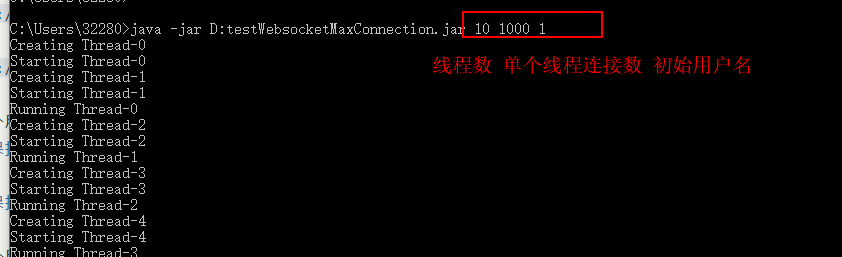 C:\Users\32280>java -jar D:testWebsocketMaxConnection.jar 10 1000 1
Creating Thread-0
线程数 单个线程连接数 初始用户名
Starting Thread-0
Creating Thread-1
Starting Thread-1
Running Thread-0
Creating Thread-2
Starting Thread-2
Running Thread-1
Creating Thread-3
Starting Thread-3
Running Thread-2
Creating Thread-4
Starting Thread-4
Running Thread-3